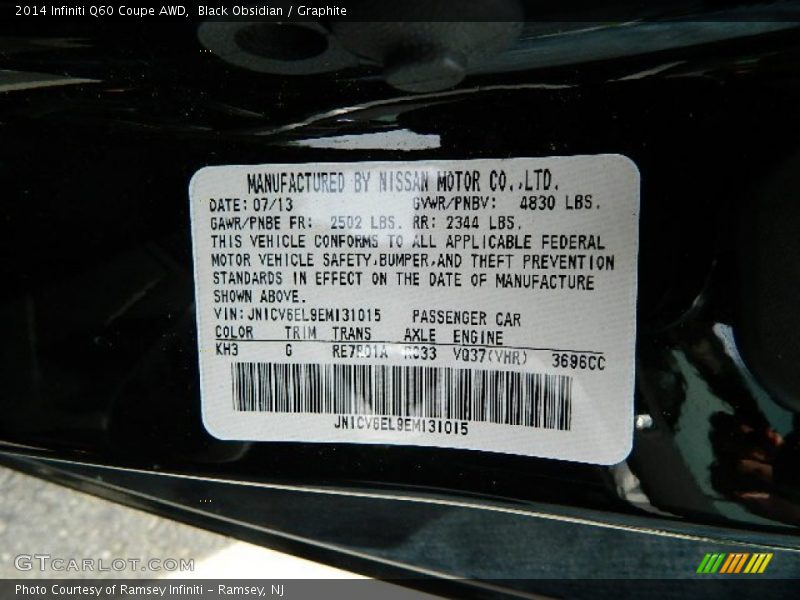 2014 Infiniti Q60 Coupe AWD, Black Obsidian / Graphite
MANUFACTURED BY NISSAN MOTOR CO.,LTD.
DATE: 07/13 GVWR/PNBV: 4830 LBS.
GAWR/PNBE FR: 2502 LBS. RR: 2344 LBS.
THIS VEHICLE CONFORMS TO ALL APPLICABLE FEDERAL
MOTOR VEHICLE SAFETY,BUMPER,AND THEFT PREVENTION
STANDARDS IN EFFECT ON THE DATE OF MANUFACTURE
SHOWN ABOVE.
VIN: JN1CV6EL9EM131015 PASSENGER CAR
COLOR TRIM TRANS AXLE ENGINE
KH3 G RE7R01A R033 VQ37(VHR) 3696CC
JN1CV6EL9EM131015
GTCarLot.com
Photo Courtesy of Ramsey Infiniti - Ramsey, NJ